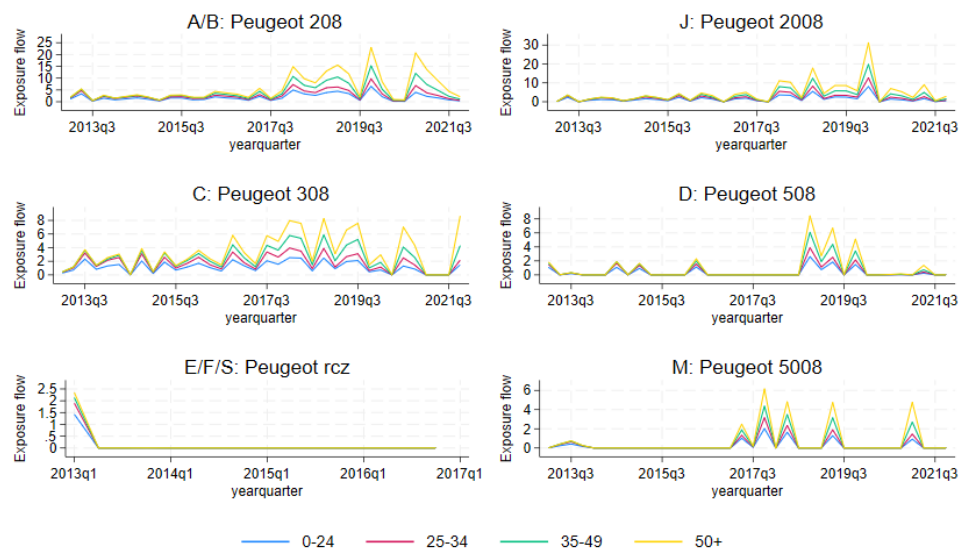 A/B: Peugeot 208
Exposure flow
25
20
15
10
5
0
2013q3 2015q3 2017q3 2019q3 2021q3
yearquarter
J: Peugeot 2008
Exposure flow
30
20
10
0
2013q3 2015q3 2017q3 2019q3 2021q3
yearquarter
C: Peugeot 308
Exposure flow
8
6
4
2
0
2013q3 2015q3 2017q3 2019q3 2021q3
yearquarter
D: Peugeot 508
Exposure flow
8
6
4
2
0
2013q3 2015q3 2017q3 2019q3 2021q3
yearquarter
E/F/S: Peugeot rcz
Exposure flow
2.5
2
1.5
1
.5
0
2013q1 2014q1 2015q1 2016q1 2017q1
yearquarter
M: Peugeot 5008
Exposure flow
6
4
2
0
2013q3 2015q3 2017q3 2019q3 2021q3
yearquarter
0-24 25-34 35-49 50+